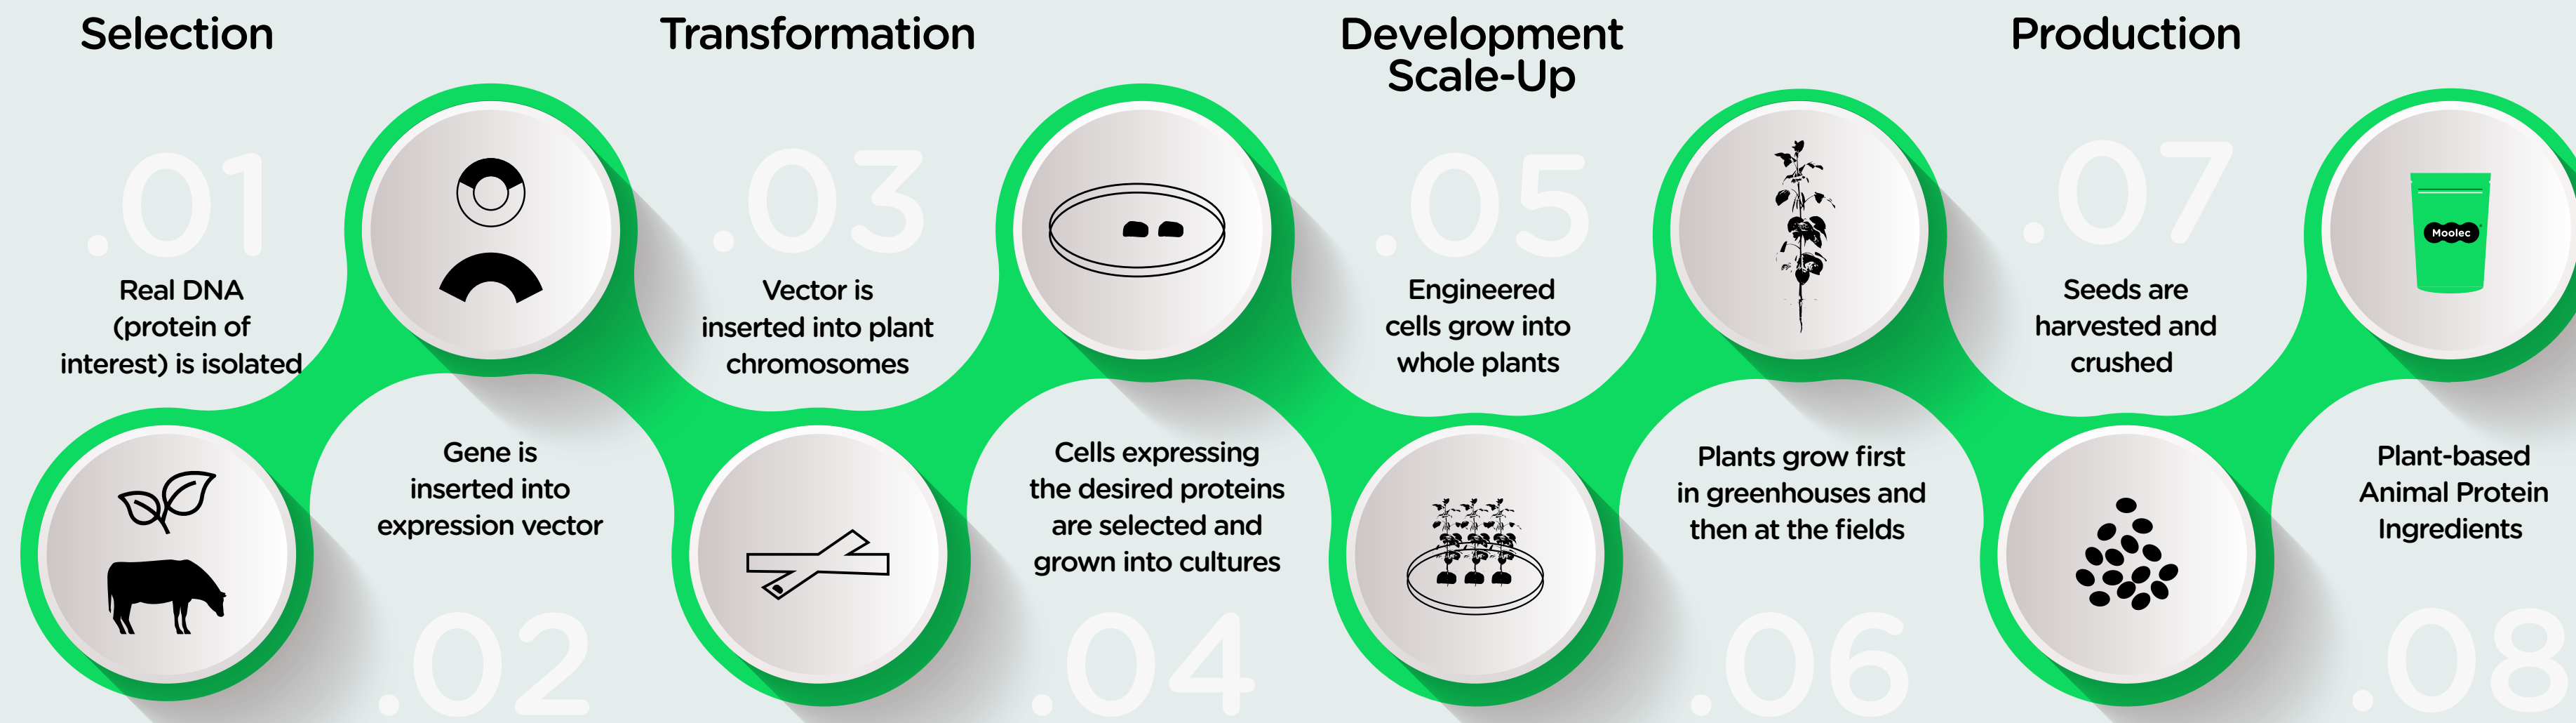 Selection
.01
Real DNA
(protein of
interest) is isolated
Gene is
inserted into
expression vector
.02
Transformation
.03
Vector is
inserted into plant
chromosomes
Cells expressing
the desired proteins
are selected and
grown into cultures
.04
Development
Scale-Up
.05
Engineered
cells grow into
whole plants
Plants grow first
in greenhouses and
then at the fields
.06
Production
.07
Seeds are
harvested and
crushed
Moolec
Plant-based
Animal Protein
Ingredients
.08